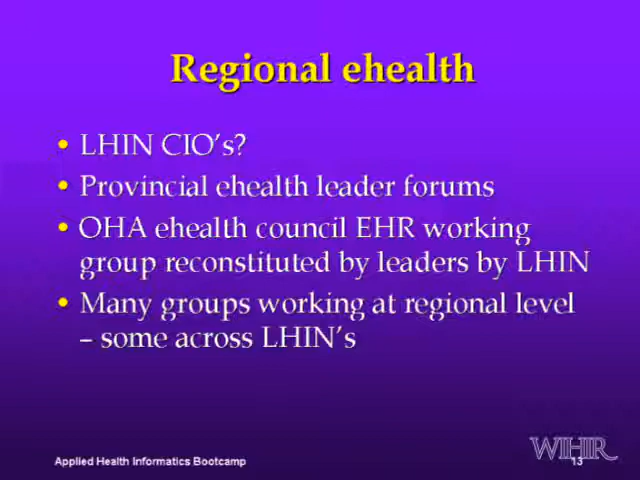 Regional ehealth
• LHIN CIO's?
• Provincial ehealth leader forums
• OHA ehealth council EHR working
group reconstituted by leaders by LHIN
• Many groups working at regional level
– some across LHIN's
WIHIR
Applied Health Informatics Bootcamp
13